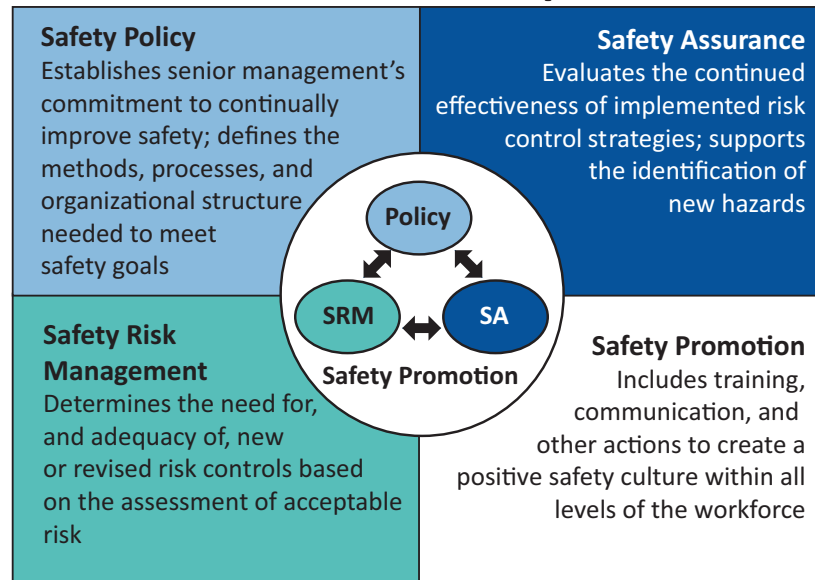 Safety Policy
Establishes senior management’s
commitment to continually
improve safety; defines the
methods, processes, and
organizational structure
needed to meet
safety goals
Safety Assurance
Evaluates the continued
effectiveness of implemented risk
control strategies; supports
the identification of
new hazards
Policy
SRM
SA
Safety Promotion
Safety Risk
Management
Determines the need for,
and adequacy of, new
or revised risk controls based
on the assessment of acceptable
risk
Safety Promotion
Includes training,
communication, and
other actions to create a
positive safety culture within all
levels of the workforce